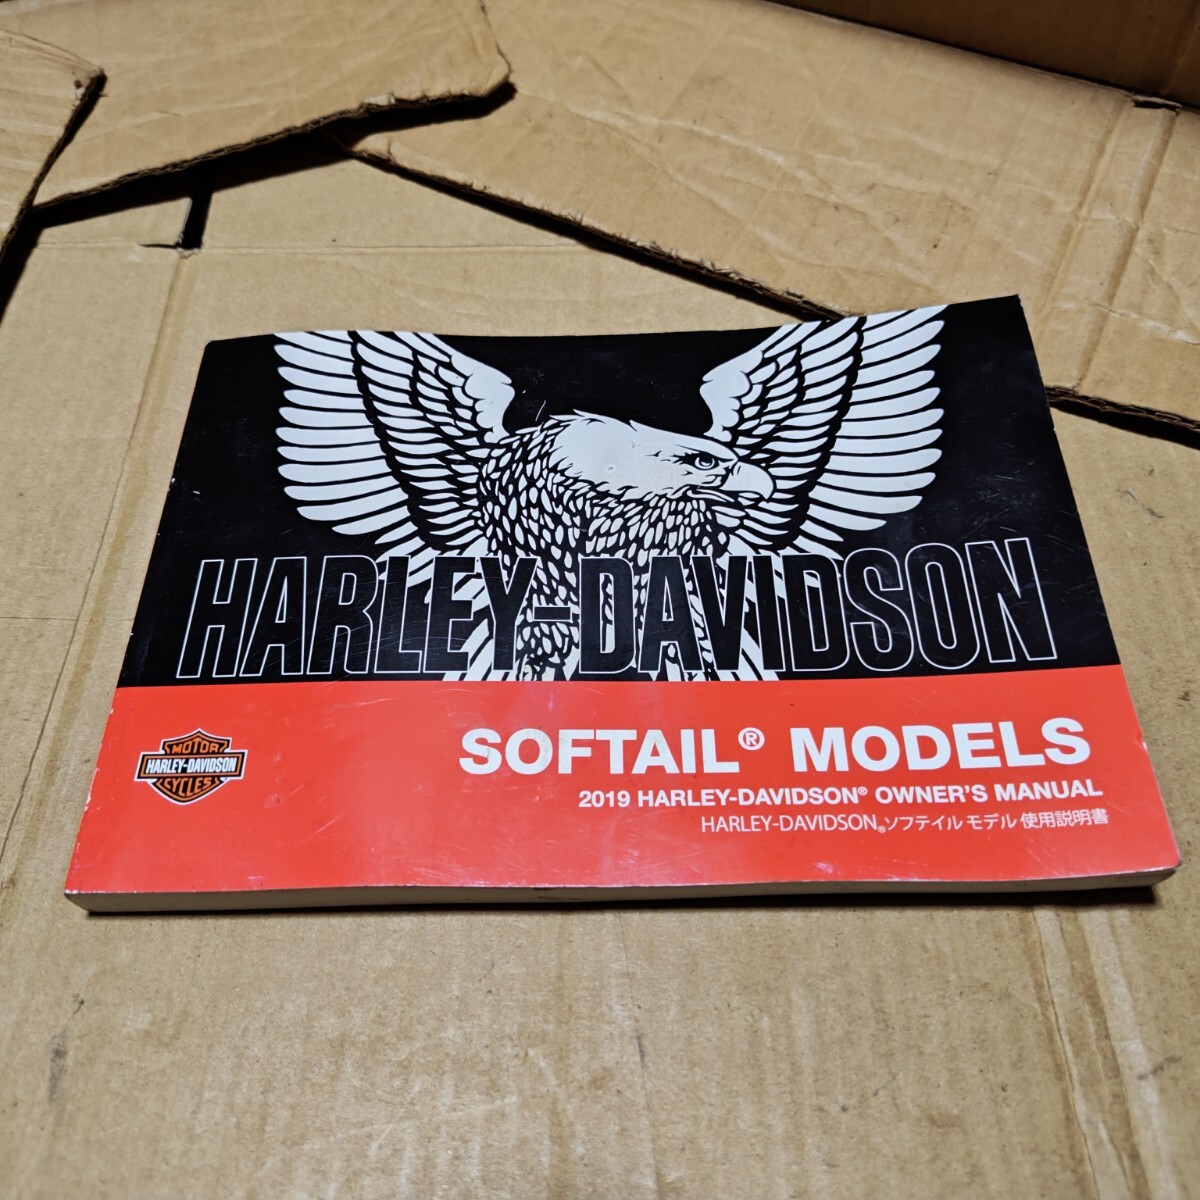 HARLEY-DAVIDSON
MOTOR
HARLEY-DAVIDSON
CYCLES
SOFTAIL® MODELS
2019 HARLEY-DAVIDSON® OWNER'S MANUAL
HARLEY-DAVIDSON®ソフテイル モデル 使用説明書